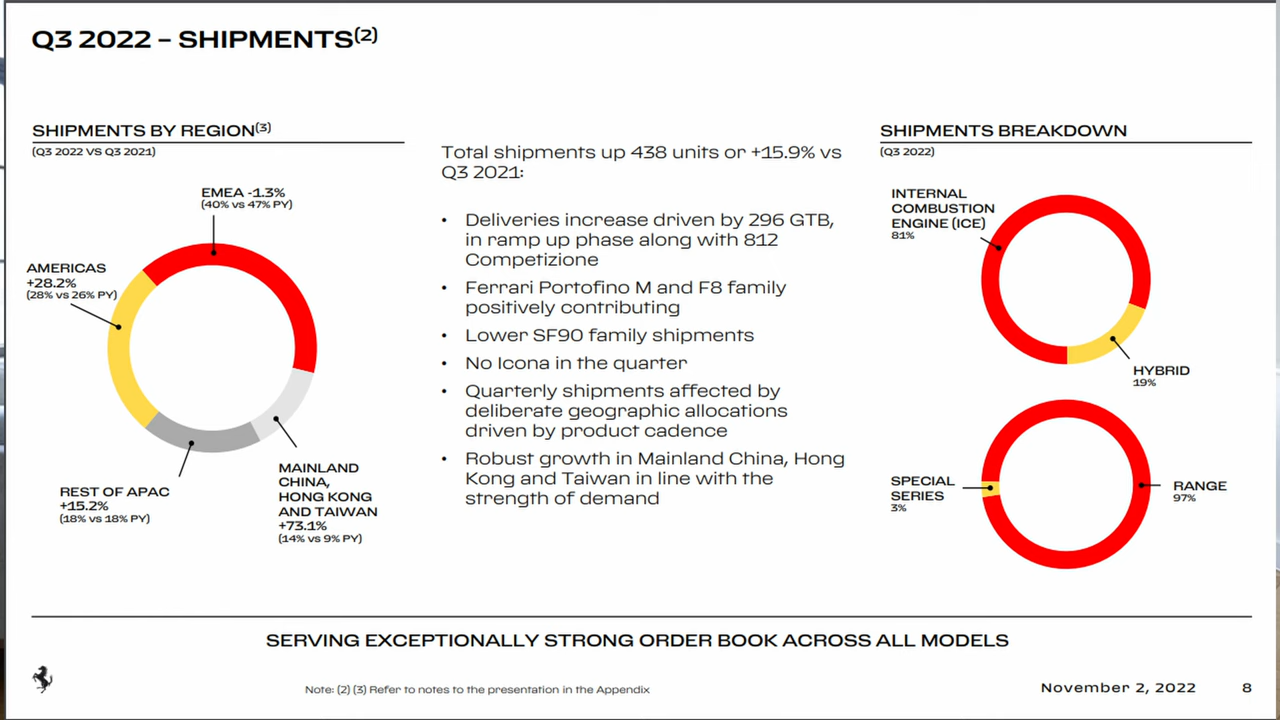 Q3 2022 – SHIPMENTS(2)
SHIPMENTS BY REGION(3)
(Q3 2022 VS Q3 2021)
EMEA -1.3%
(40% vs 47% PY)
AMERICAS
+28.2%
(28% vs 26% PY)
REST OF APAC
+15.2%
(18% vs 18% PY)
MAINLAND
CHINA,
HONG KONG
AND TAIWAN
+73.1%
(14% vs 9% PY)
Total shipments up 438 units or +15.9% vs
Q3 2021:
• Deliveries increase driven by 296 GTB,
in ramp up phase along with 812
Competizione
• Ferrari Portofino M and F8 family
positively contributing
• Lower SF90 family shipments
• No Icona in the quarter
• Quarterly shipments affected by
deliberate geographic allocations
driven by product cadence
• Robust growth in Mainland China, Hong
Kong and Taiwan in line with the
strength of demand
SHIPMENTS BREAKDOWN
(Q3 2022)
INTERNAL
COMBUSTION
ENGINE (ICE)
81%
HYBRID
19%
SPECIAL
SERIES
3%
RANGE
97%
SERVING EXCEPTIONALLY STRONG ORDER BOOK ACROSS ALL MODELS
Note: (2) (3) Refer to notes to the presentation in the Appendix
November 2, 2022
8